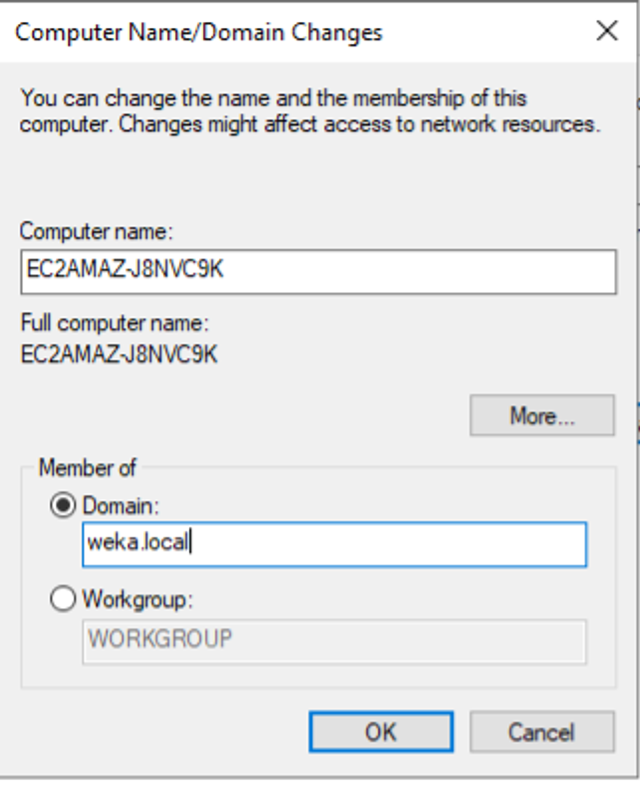 Computer Name/Domain Changes
You can change the name and the membership of this
computer. Changes might affect access to network resources.
Computer name:
EC2AMAZ-J8NVC9K
Full computer name:
EC2AMAZ-J8NVC9K
More...
Member of
Domain:
weka.local
Workgroup:
WORKGROUP
OK
Cancel